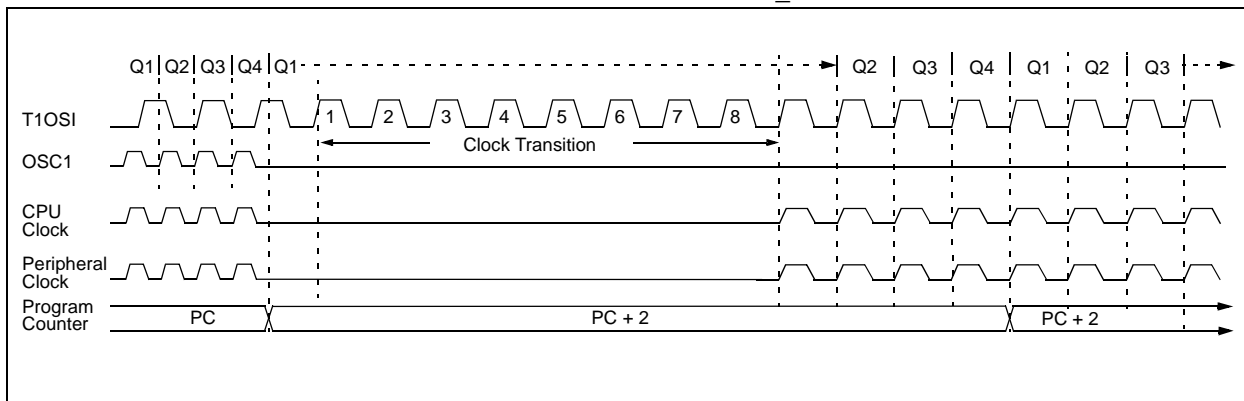 Q1 Q2 Q3 Q4 Q1 Q2 Q3 Q4 Q1 Q2 Q3
T1OSI
1 2 3 4 5 6 7 8
Clock Transition
OSC1
CPU
Clock
Peripheral
Clock
Program
Counter
PC PC + 2 PC + 2